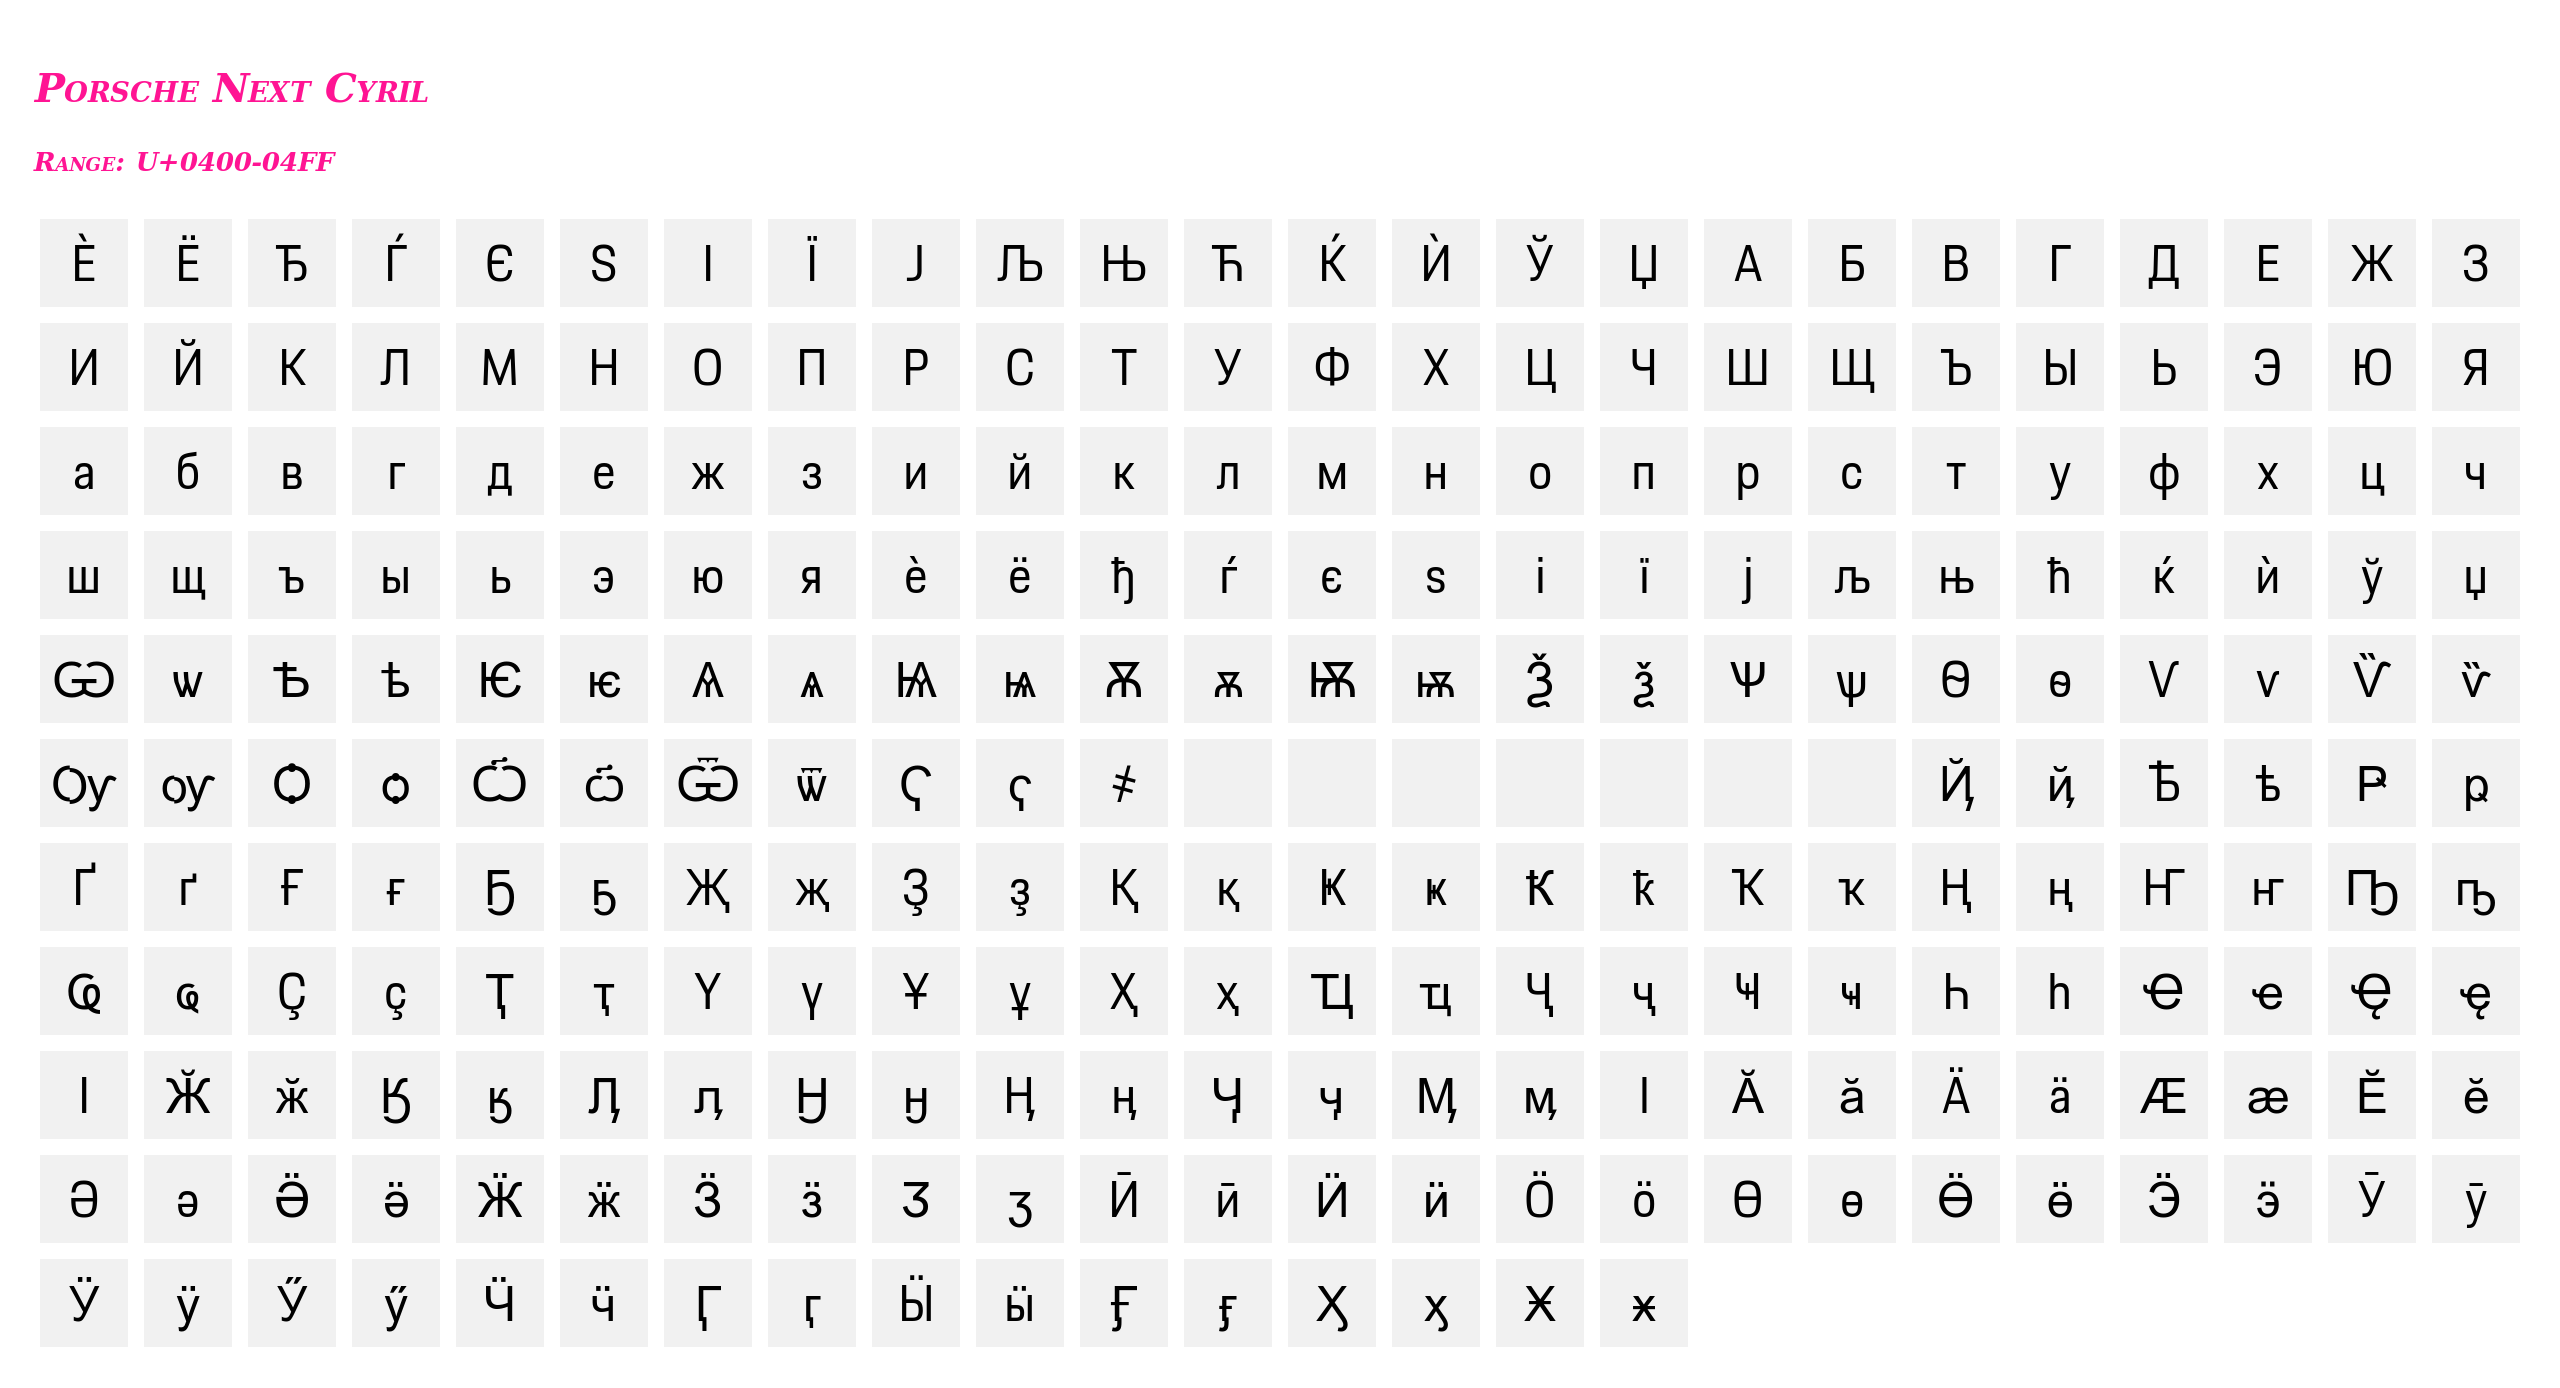 Porsche Next Cyril
Range: U+0400-04FF
Ѐ Ё Ђ Ѓ Є Ѕ І Ї Ј Љ Њ Ћ Ќ Ѝ Ў Џ А Б В Г Д Е Ж З
И Й К Л М Н О П Р С Т У Ф Х Ц Ч Ш Щ Ъ Ы Ь Э Ю Я
а б в г д е ж з и й к л м н о п р с т у ф х ц ч
ш щ ъ ы ь э ю я ѐ ё ђ ѓ є ѕ і ї ј љ њ ћ ќ ѝ ў џ
Ѡ ѡ Ѣ ѣ Ѥ ѥ Ѧ ѧ Ѩ ѩ Ѫ ѫ Ѭ ѭ Ѯ ѯ Ѱ ѱ Ѳ ѳ Ѵ ѵ Ѷ ѷ
Ѹ ѹ Ѻ ѻ Ѽ ѽ Ѿ ѿ Ҁ ҁ ҂ Ҋ ҋ Ҍ ҍ Ҏ ҏ
Ґ ґ Ғ ғ Ҕ ҕ Җ җ Ҙ ҙ Қ қ Ҝ ҝ Ҟ ҟ Ҡ ҡ Ң ң Ҥ ҥ Ҧ ҧ
Ҩ ҩ Ҫ ҫ Ҭ ҭ Ү ү Ұ ұ Ҳ ҳ Ҵ ҵ Ҷ ҷ Ҹ ҹ Һ һ Ҽ ҽ Ҿ ҿ
Ӏ Ӂ ӂ Ӄ ӄ Ӆ ӆ Ӈ ӈ Ӊ ӊ Ӌ ӌ Ӎ ӎ ӏ Ӑ ӑ Ӓ ӓ Ӕ ӕ Ӗ ӗ
Ә ә Ӛ ӛ Ӝ ӝ Ӟ ӟ Ӡ ӡ Ӣ ӣ Ӥ ӥ Ӧ ӧ Ө ө Ӫ ӫ Ӭ ӭ Ӯ ӯ
Ӱ ӱ Ӳ ӳ Ӵ ӵ Ӷ ӷ Ӹ ӹ Ӻ ӻ Ӽ ӽ Ӿ ӿ